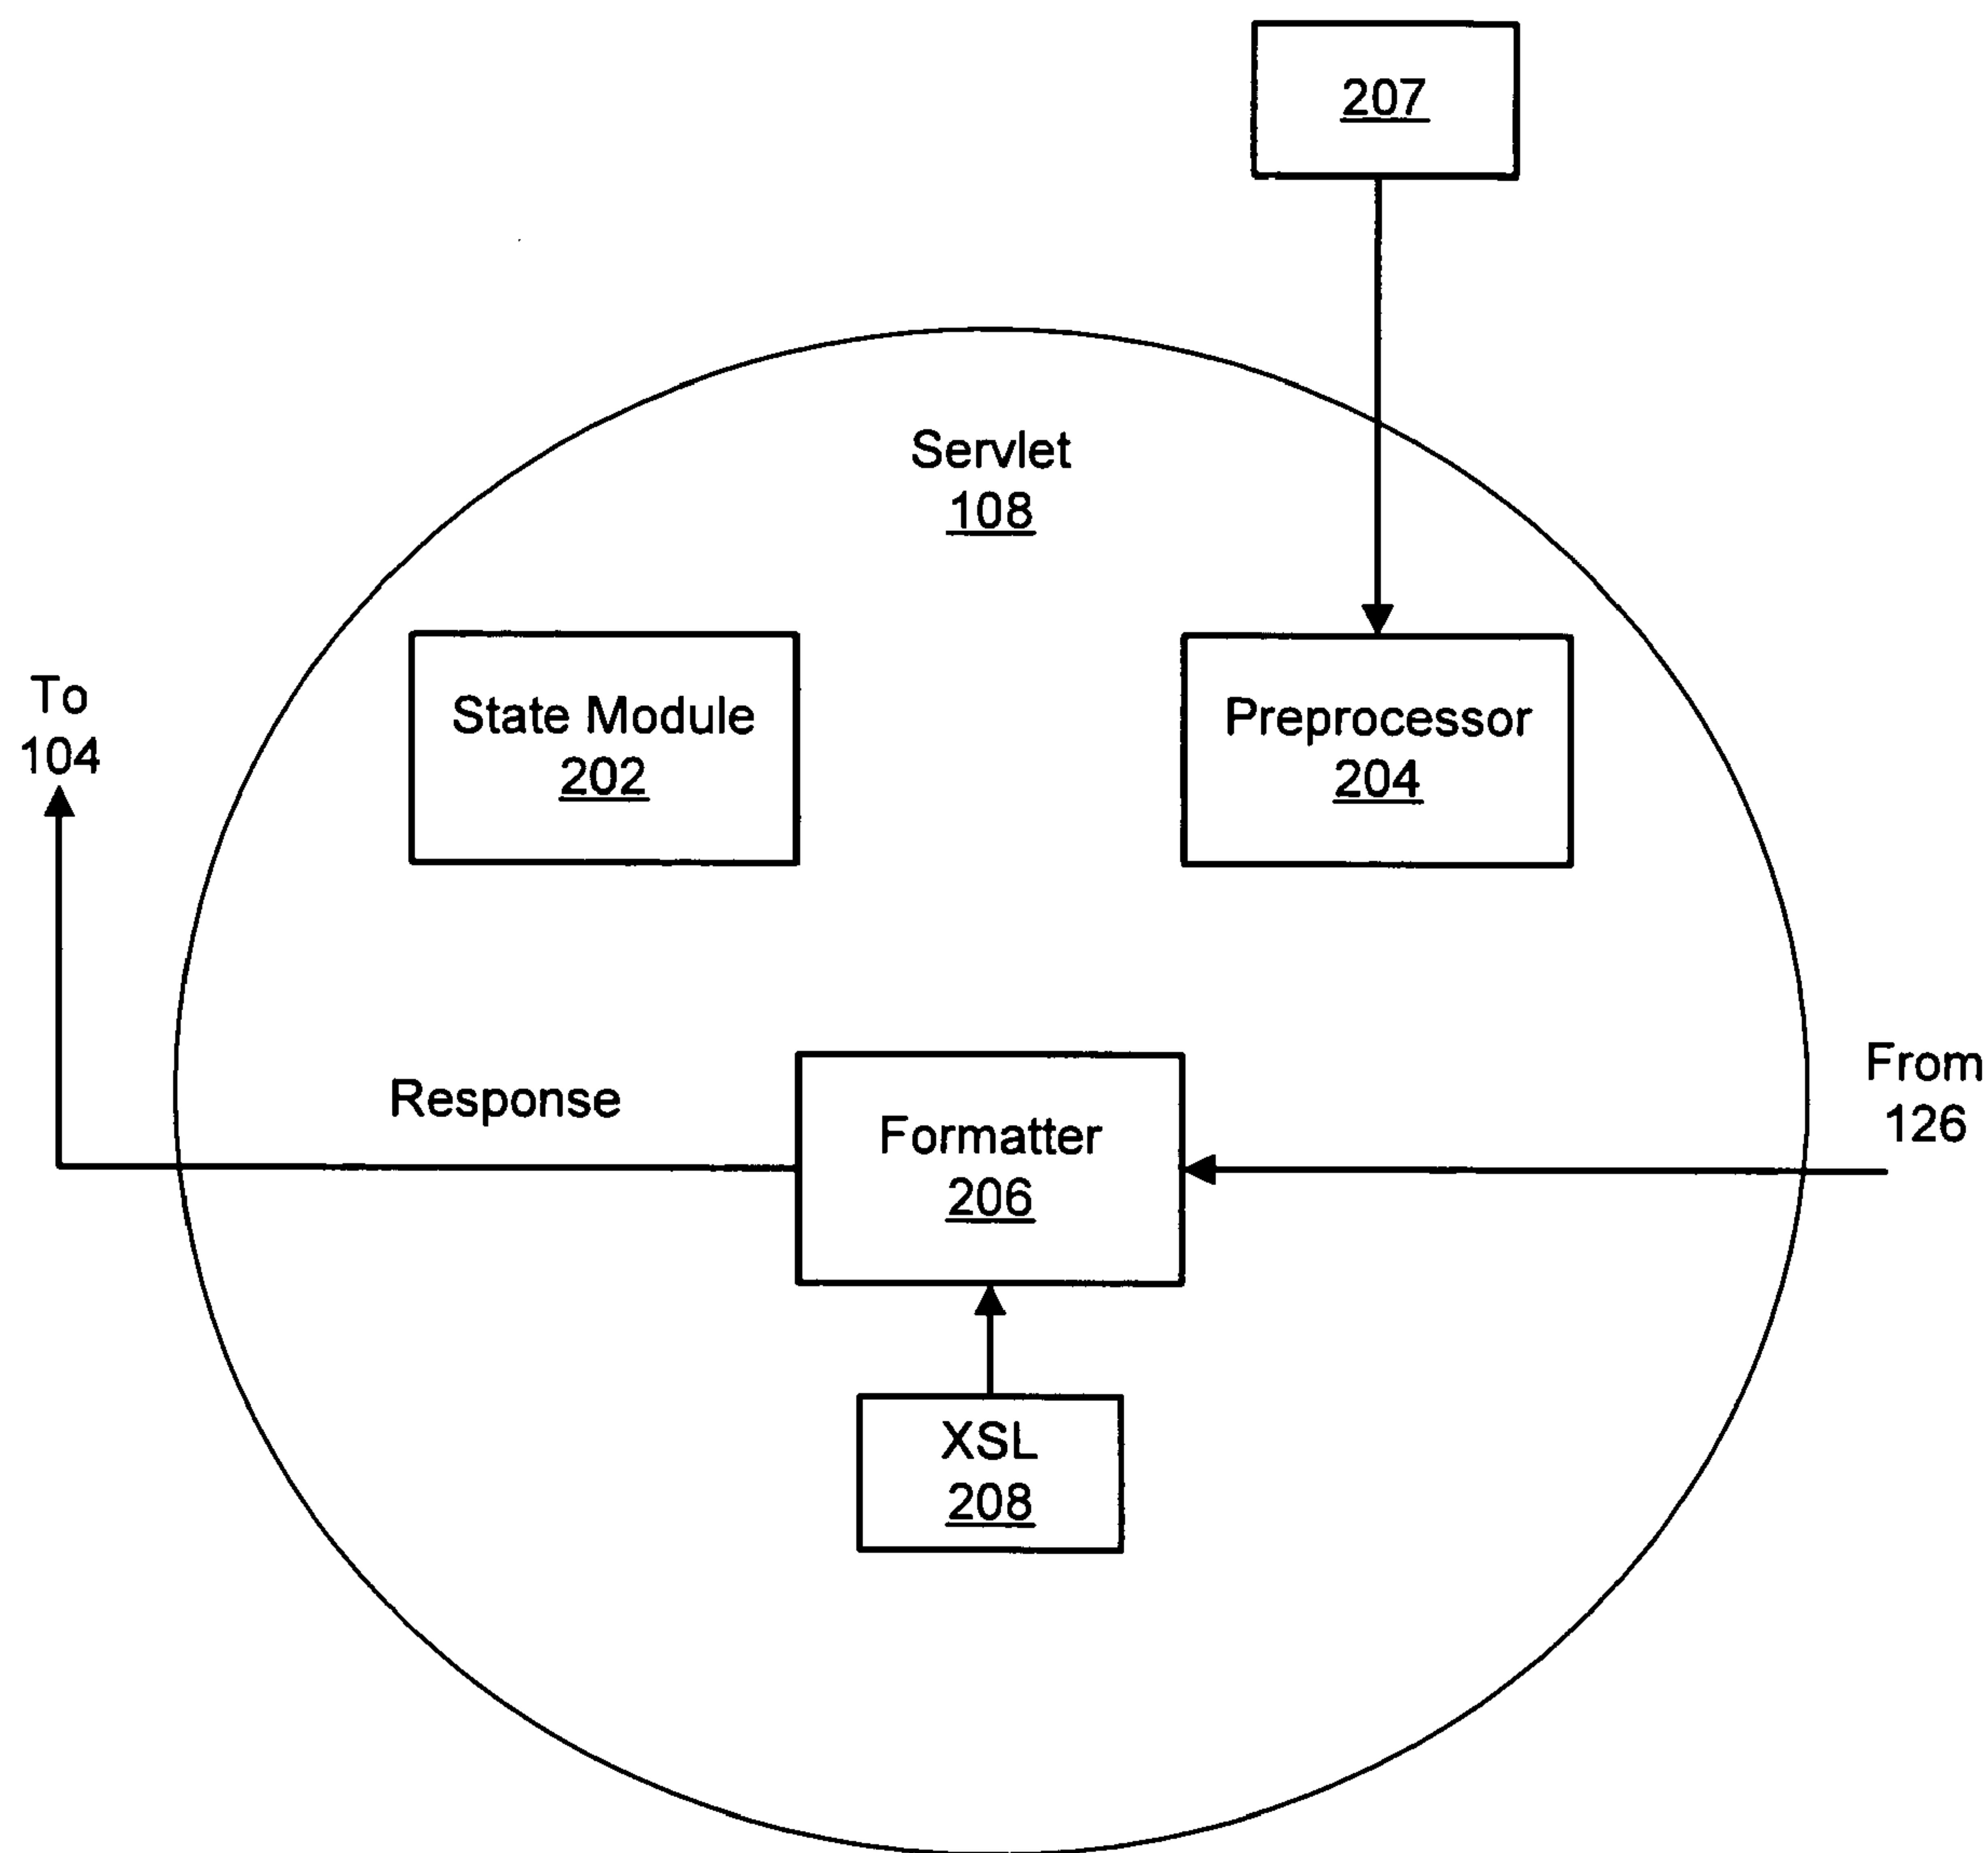 207
Servlet
108
To
104
State Module
202
Preprocessor
204
Response
Formatter
206
From
126
XSL
208